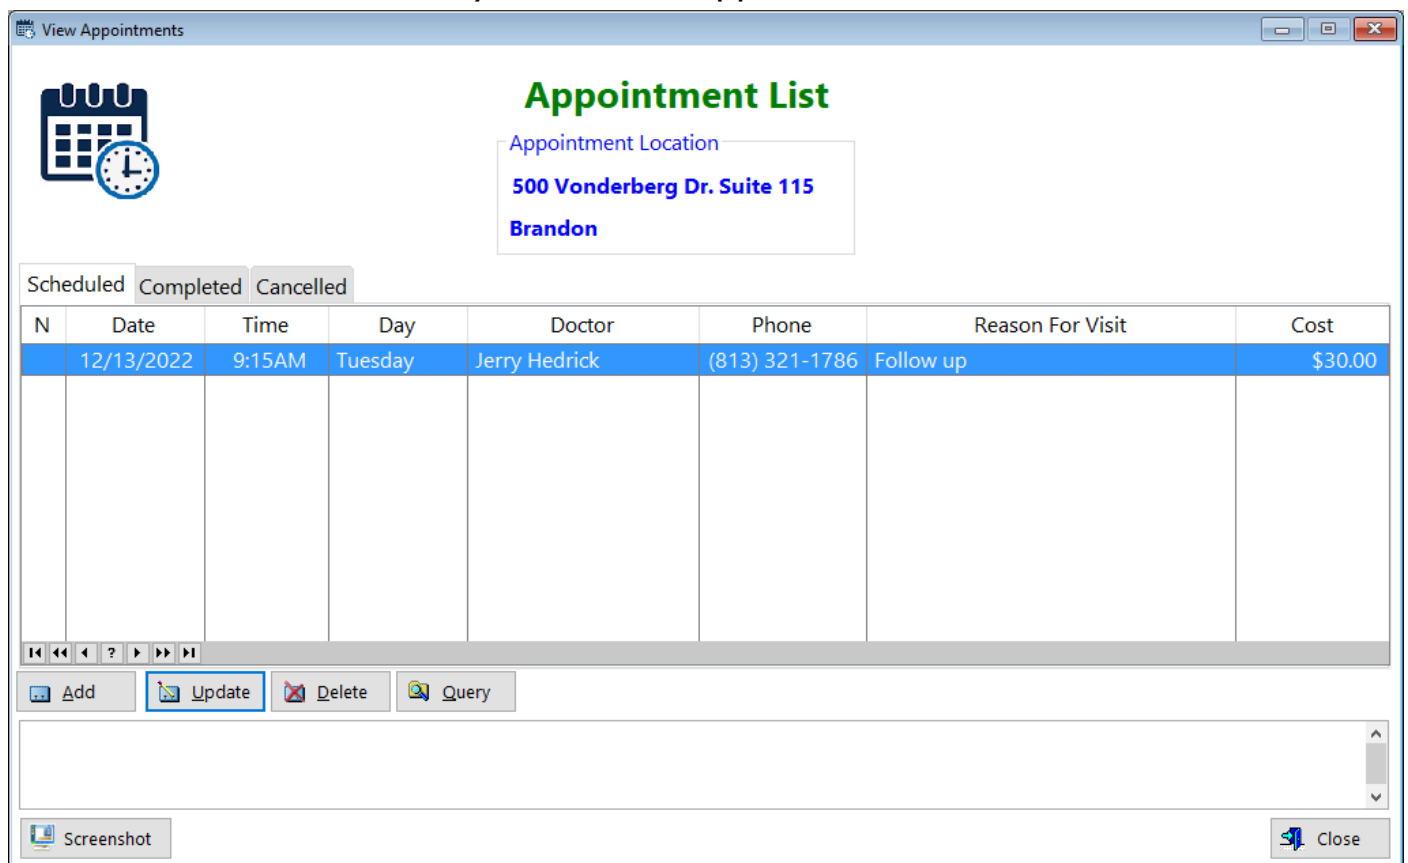 View Appointments
Appointment List
Appointment Location
500 Vonderberg Dr. Suite 115
Brandon
Scheduled Completed Cancelled
N Date Time Day Doctor Phone Reason For Visit Cost
12/13/2022 9:15AM Tuesday Jerry Hedrick (813) 321-1786 Follow up $30.00
?
Add Update Delete Query
Screenshot Close